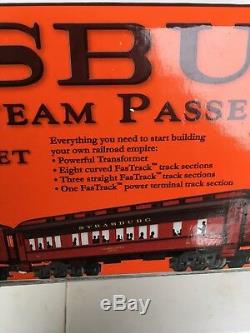 SBU
EAM PASSE
ET
Everything you need to start building
your own railroad empire:
• Powerful Transformer
• Eight curved FasTrack™ track sections
• Three straight FasTrack™ track sections
• One FasTrack™ power terminal track section
STRASBURG